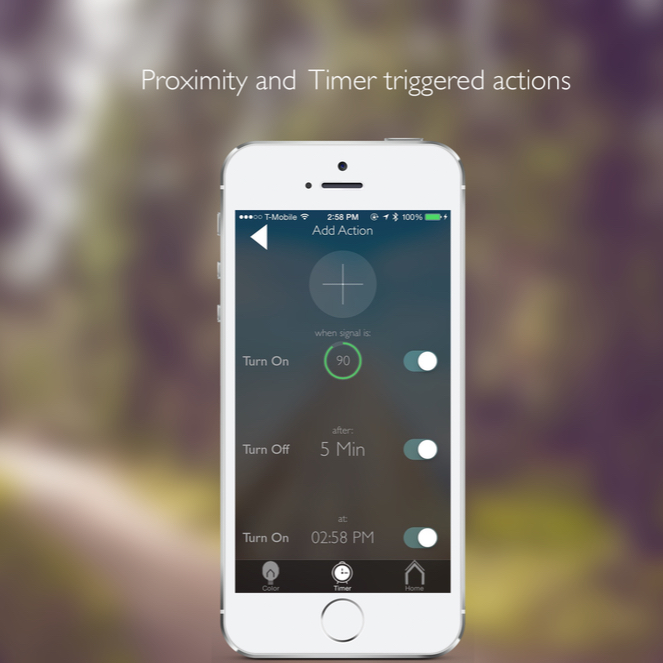 Proximity and Timer triggered actions
T-Mobile 2:58 PM 100%
Add Action
when signal is:
Turn On 90
after:
Turn Off 5 Min
at:
Turn On 02:58 PM
Color Timer Home